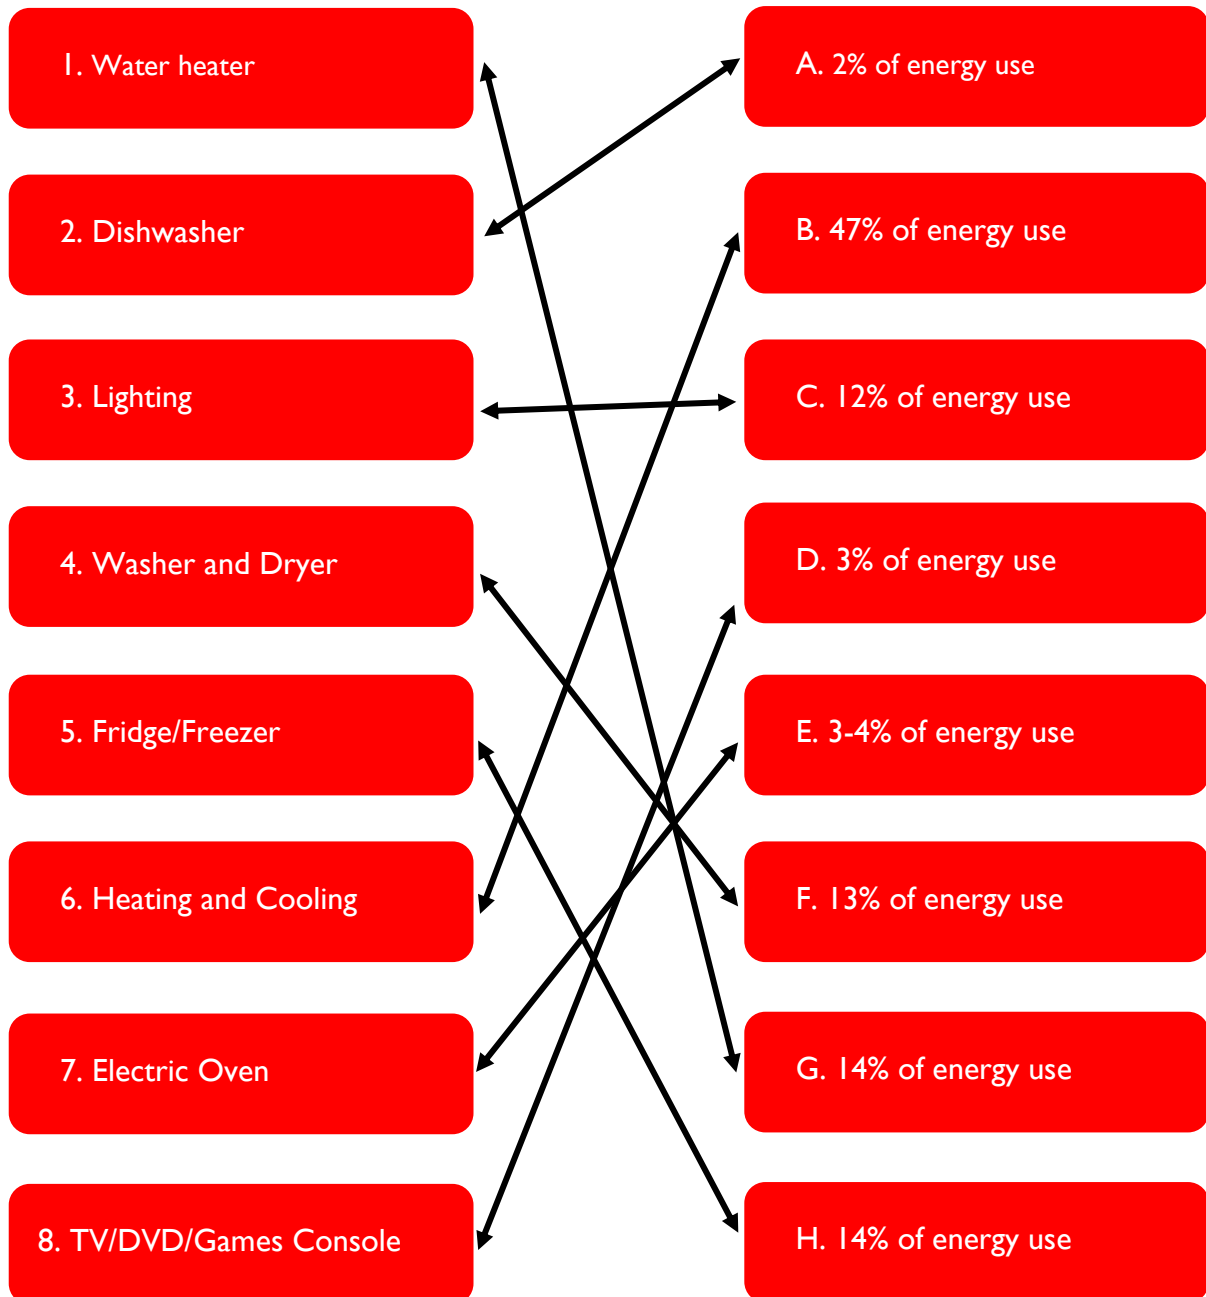 1. Water heater
A. 2% of energy use
2. Dishwasher
B. 47% of energy use
3. Lighting
C. 12% of energy use
4. Washer and Dryer
D. 3% of energy use
5. Fridge/Freezer
E. 3-4% of energy use
6. Heating and Cooling
F. 13% of energy use
7. Electric Oven
G. 14% of energy use
8. TV/DVD/Games Console
H. 14% of energy use